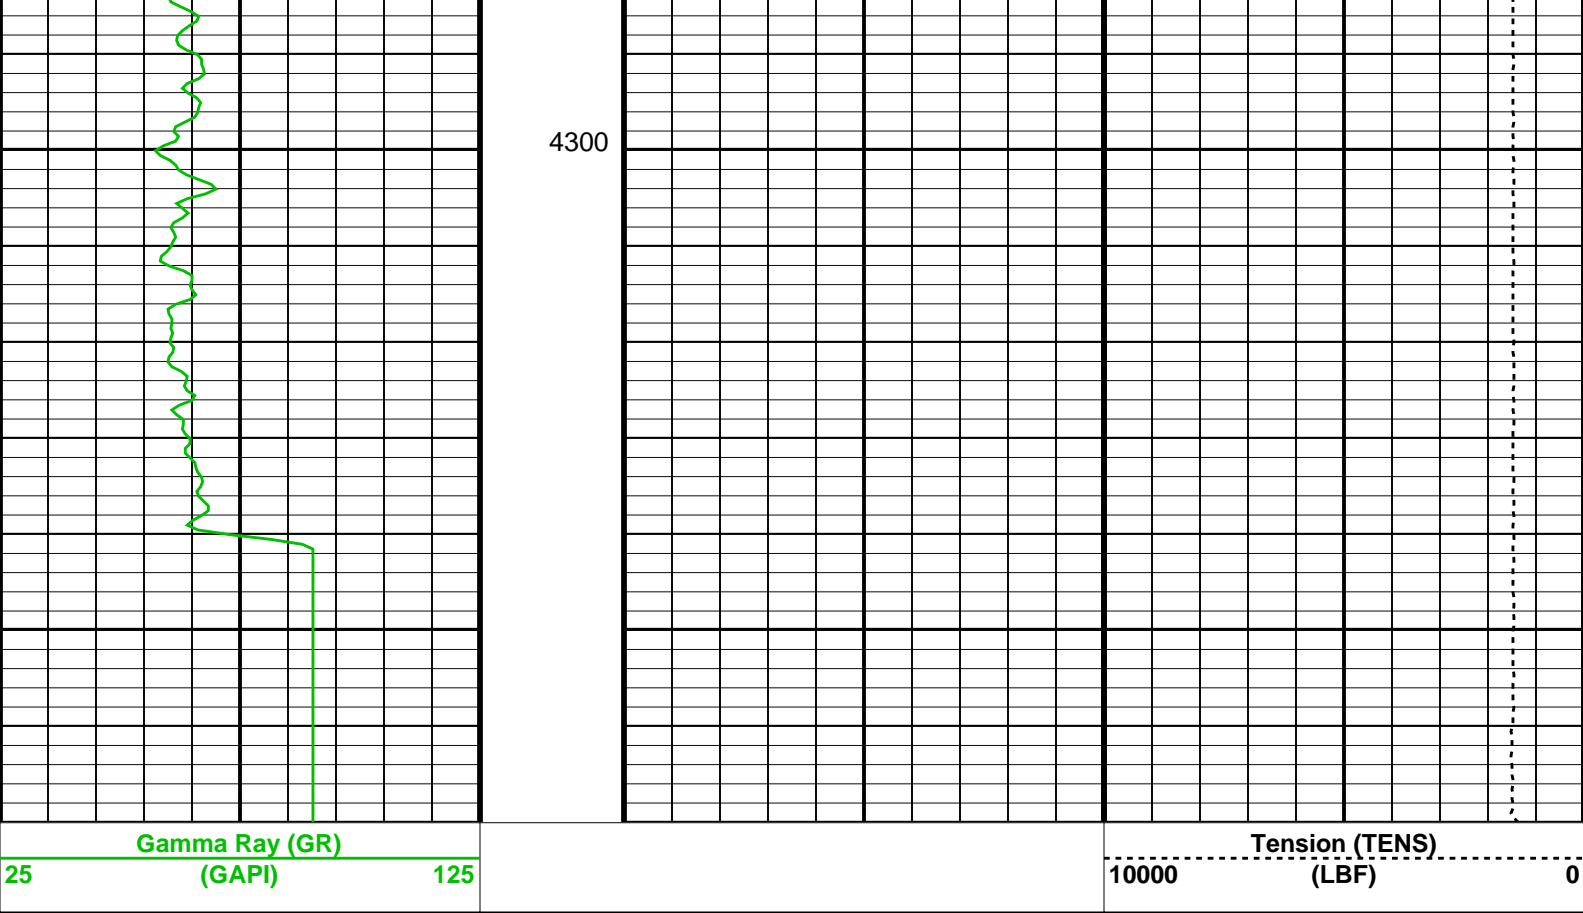 4300
Gamma Ray (GR)
25 (GAPI) 125
Tension (TENS)
10000 (LBF) 0